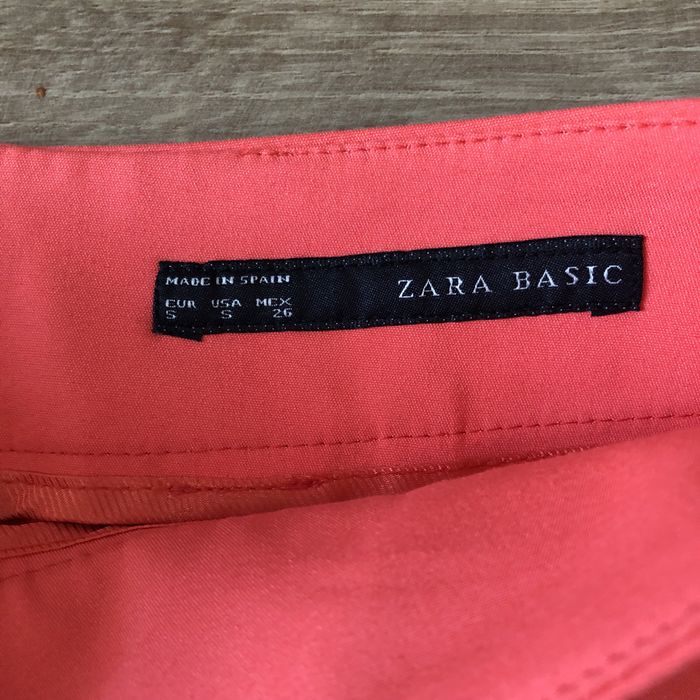 MADE IN SPAIN
EUR USA MEX
S S 26
ZARA BASIC